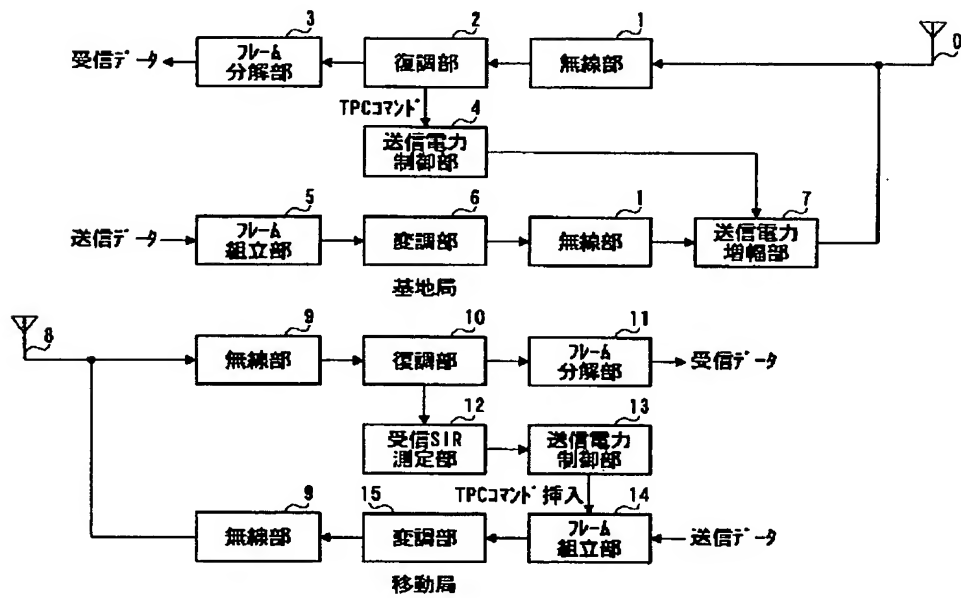 3
2
1
0
受信データ
フレーム
分解部
復調部
無線部
TPCコマンド
4
送信電力
制御部
5
6
1
7
送信データ
フレーム
組立部
変調部
無線部
送信電力
増幅部
基地局
8
9
10
11
無線部
復調部
フレーム
分解部
受信データ
12
13
受信SIR
測定部
送信電力
制御部
TPCコマンド挿入
9
15
14
無線部
変調部
フレーム
組立部
送信データ
移動局